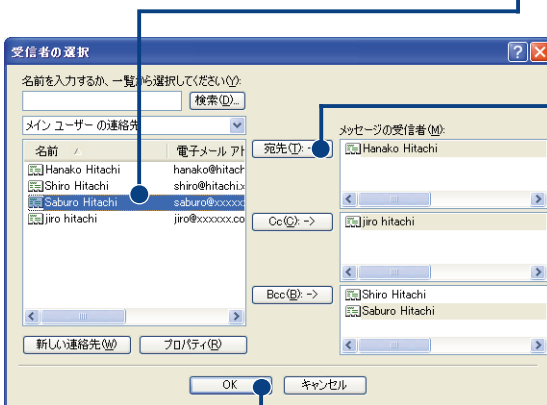 受信者の選択
名前を入力するか、一覧から選択してください(Y):
検索(D)...
メイン ユーザー の連絡先
メッセージの受信者(M):
名前 電子メール アド
宛先(T): ->
Hanako Hitachi
Hanako Hitachi hanako@hitach
Shiro Hitachi shiro@hitachi.x
Saburo Hitachi saburo@xxxxx
jiro hitachi jiro@xxxxxx.co
Cc(C): ->
jiro hitachi
Bcc(B): ->
Shiro Hitachi
Saburo Hitachi
新しい連絡先(W) プロパティ(R)
OK キャンセル